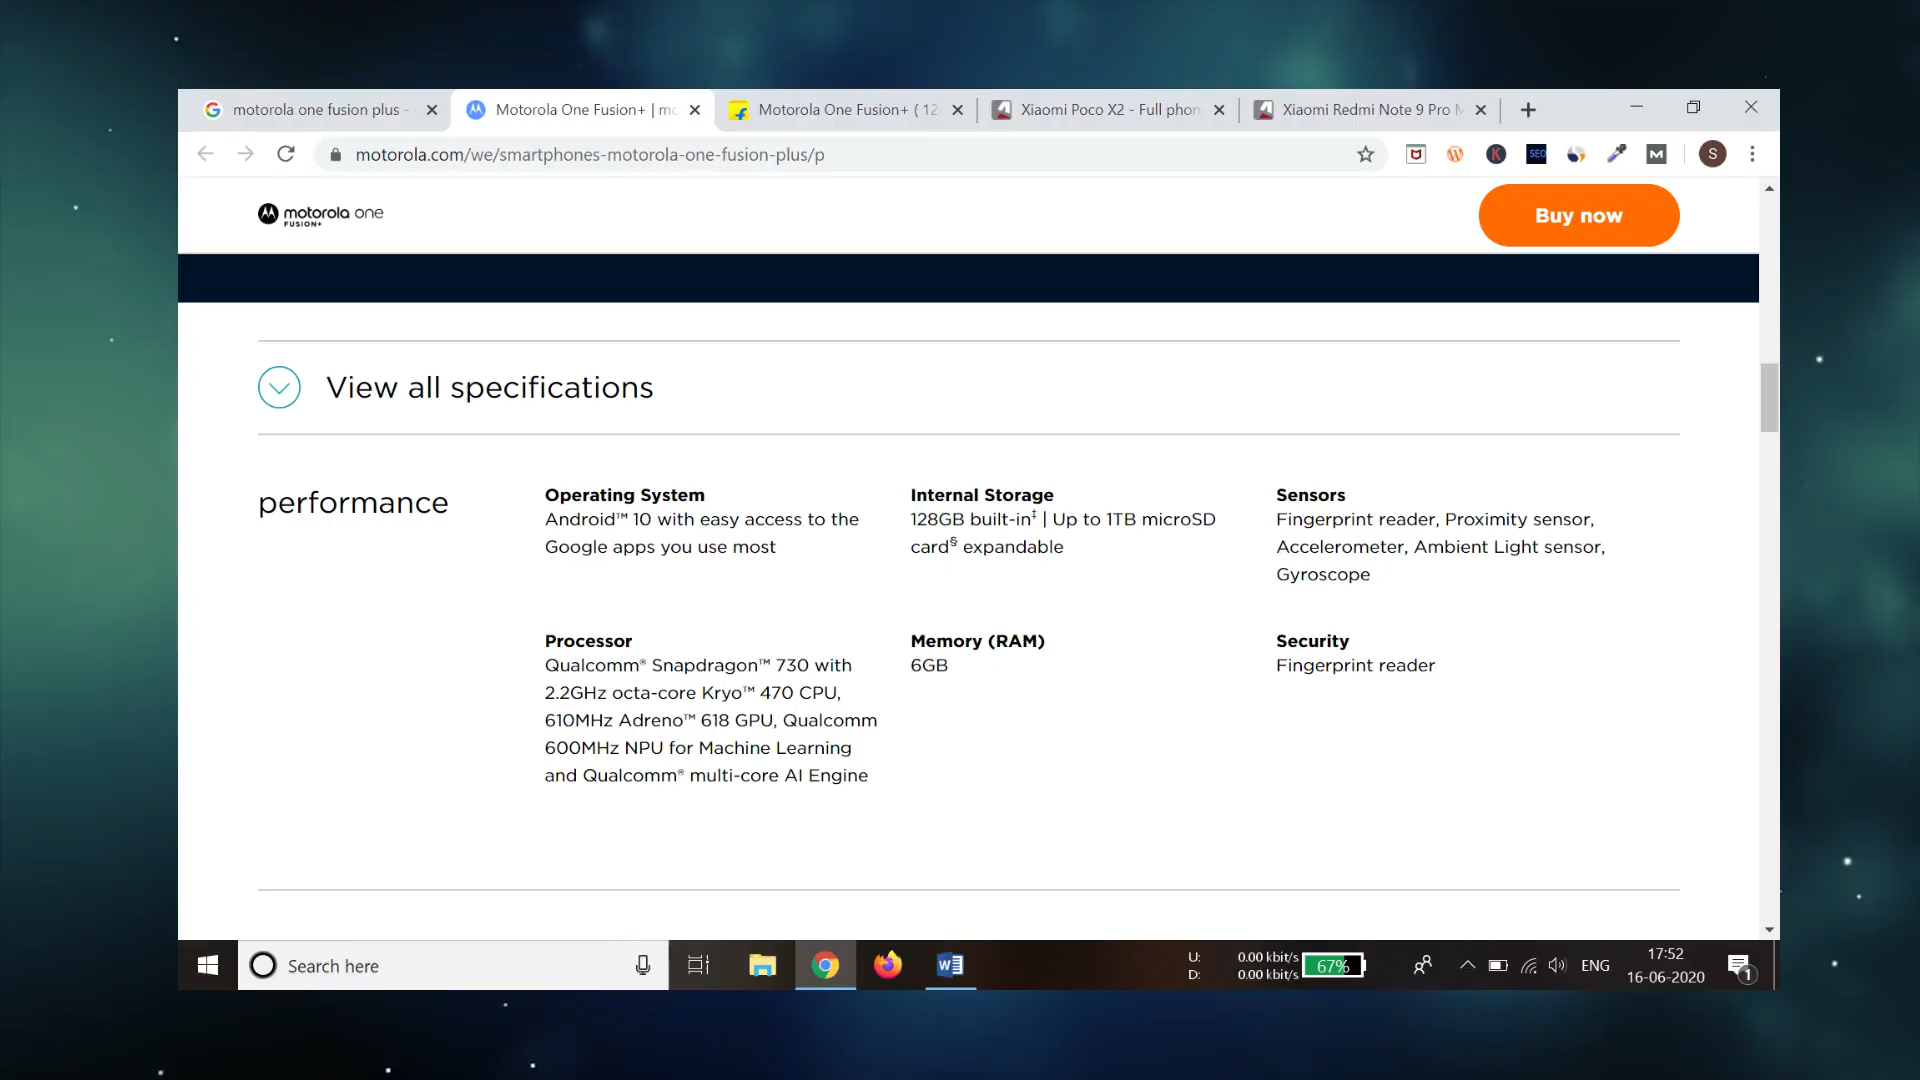 motorola one fusion plus -
Motorola One Fusion+ | mo
Motorola One Fusion+ ( 12
Xiaomi Poco X2 - Full phon
Xiaomi Redmi Note 9 Pro M
motorola.com/we/smartphones-motorola-one-fusion-plus/p
SEO
K
M
S
motorola one
FUSION+
Buy now
View all specifications
performance
Operating System
Android™ 10 with easy access to the
Google apps you use most
Internal Storage
128GB built-in‡ | Up to 1TB microSD
card§ expandable
Sensors
Fingerprint reader, Proximity sensor,
Accelerometer, Ambient Light sensor,
Gyroscope
Processor
Qualcomm® Snapdragon™ 730 with
2.2GHz octa-core Kryo™ 470 CPU,
610MHz Adreno™ 618 GPU, Qualcomm
600MHz NPU for Machine Learning
and Qualcomm® multi-core AI Engine
Memory (RAM)
6GB
Security
Fingerprint reader
Search here
U: 0.00 kbit/s
D: 0.00 kbit/s
67%
ENG
17:52
16-06-2020
1